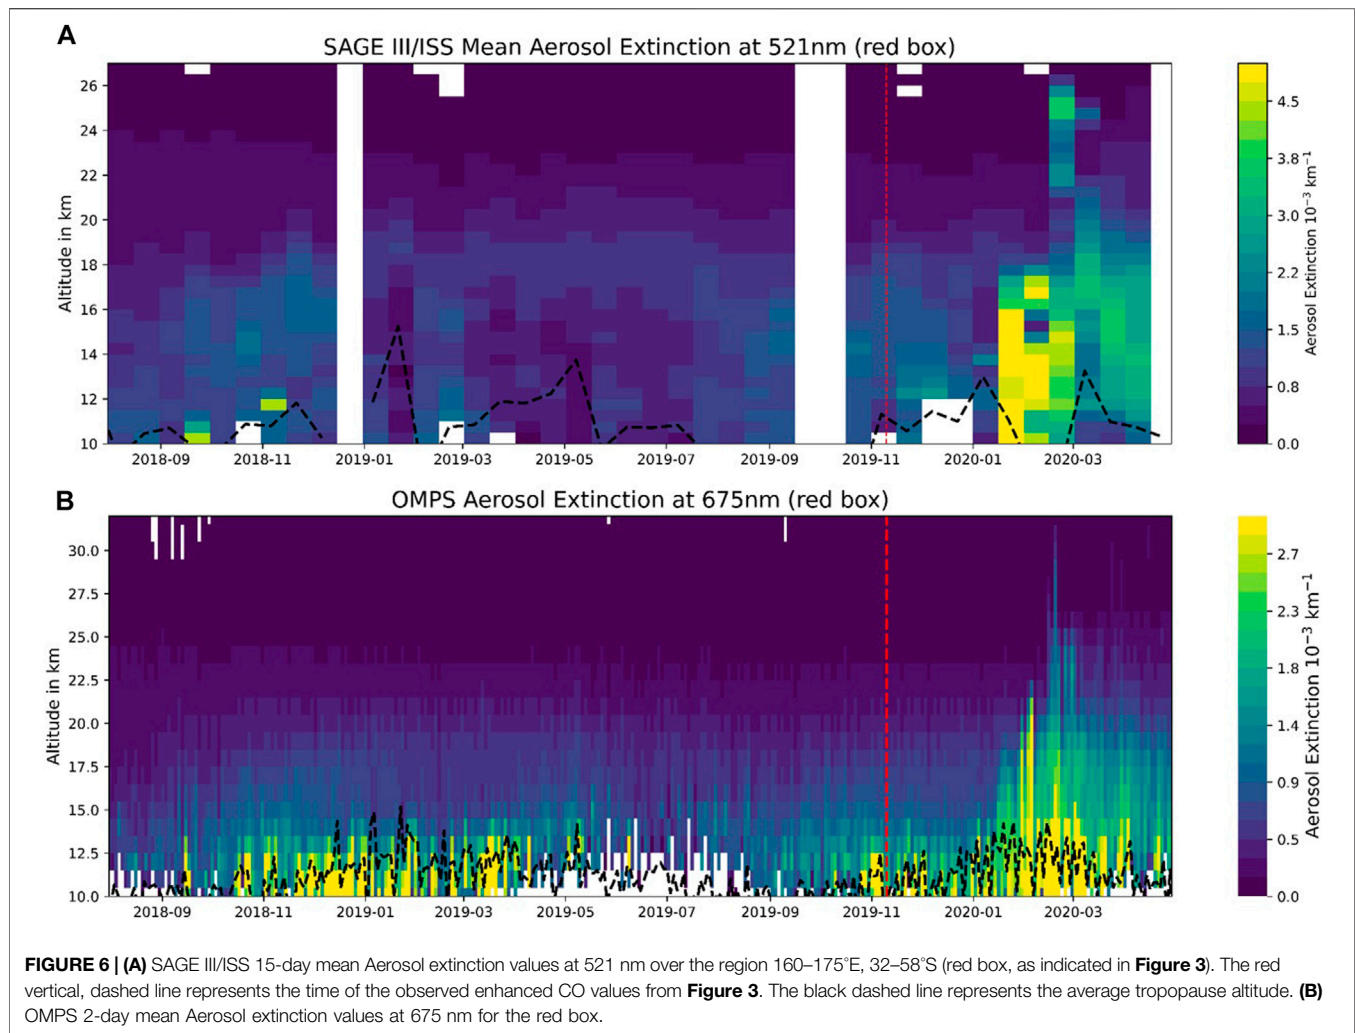 A
SAGE III/ISS Mean Aerosol Extinction at 521nm (red box)
Altitude in km
26
24
22
20
18
16
14
12
10
2018-09 2018-11 2019-01 2019-03 2019-05 2019-07 2019-09 2019-11 2020-01 2020-03
4.5
3.8
3.0
2.2
1.5
0.8
0.0
Aerosol Extinction 10⁻³ km⁻¹
B
OMPS Aerosol Extinction at 675nm (red box)
Altitude in km
30.0
27.5
25.0
22.5
20.0
17.5
15.0
12.5
10.0
2018-09 2018-11 2019-01 2019-03 2019-05 2019-07 2019-09 2019-11 2020-01 2020-03
2.7
2.3
1.8
1.4
0.9
0.5
0.0
Aerosol Extinction 10⁻³ km⁻¹
FIGURE 6 | (A) SAGE III/ISS 15-day mean Aerosol extinction values at 521 nm over the region 160–175°E, 32–58°S (red box, as indicated in Figure 3). The red
vertical, dashed line represents the time of the observed enhanced CO values from Figure 3. The black dashed line represents the average tropopause altitude. (B)
OMPS 2-day mean Aerosol extinction values at 675 nm for the red box.